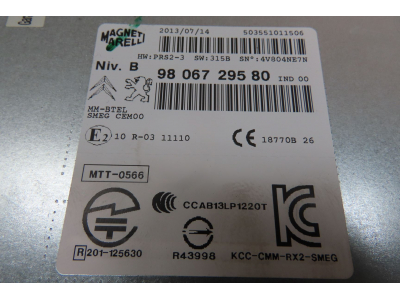 MAGNETI MARELLI
2013/07/14 503551011506
HW:PRS2-3 SW:315B SN°:4V804NE7N
Niv. B 98 067 295 80 IND 00
MM-BTEL
SMEG CEM00
E2 10 R-03 11110 CE 18770B 26
MTT-0566
CCC CCAB13LP1220T
R 201-125630 R43998 KCC-CMM-RX2-SMEG